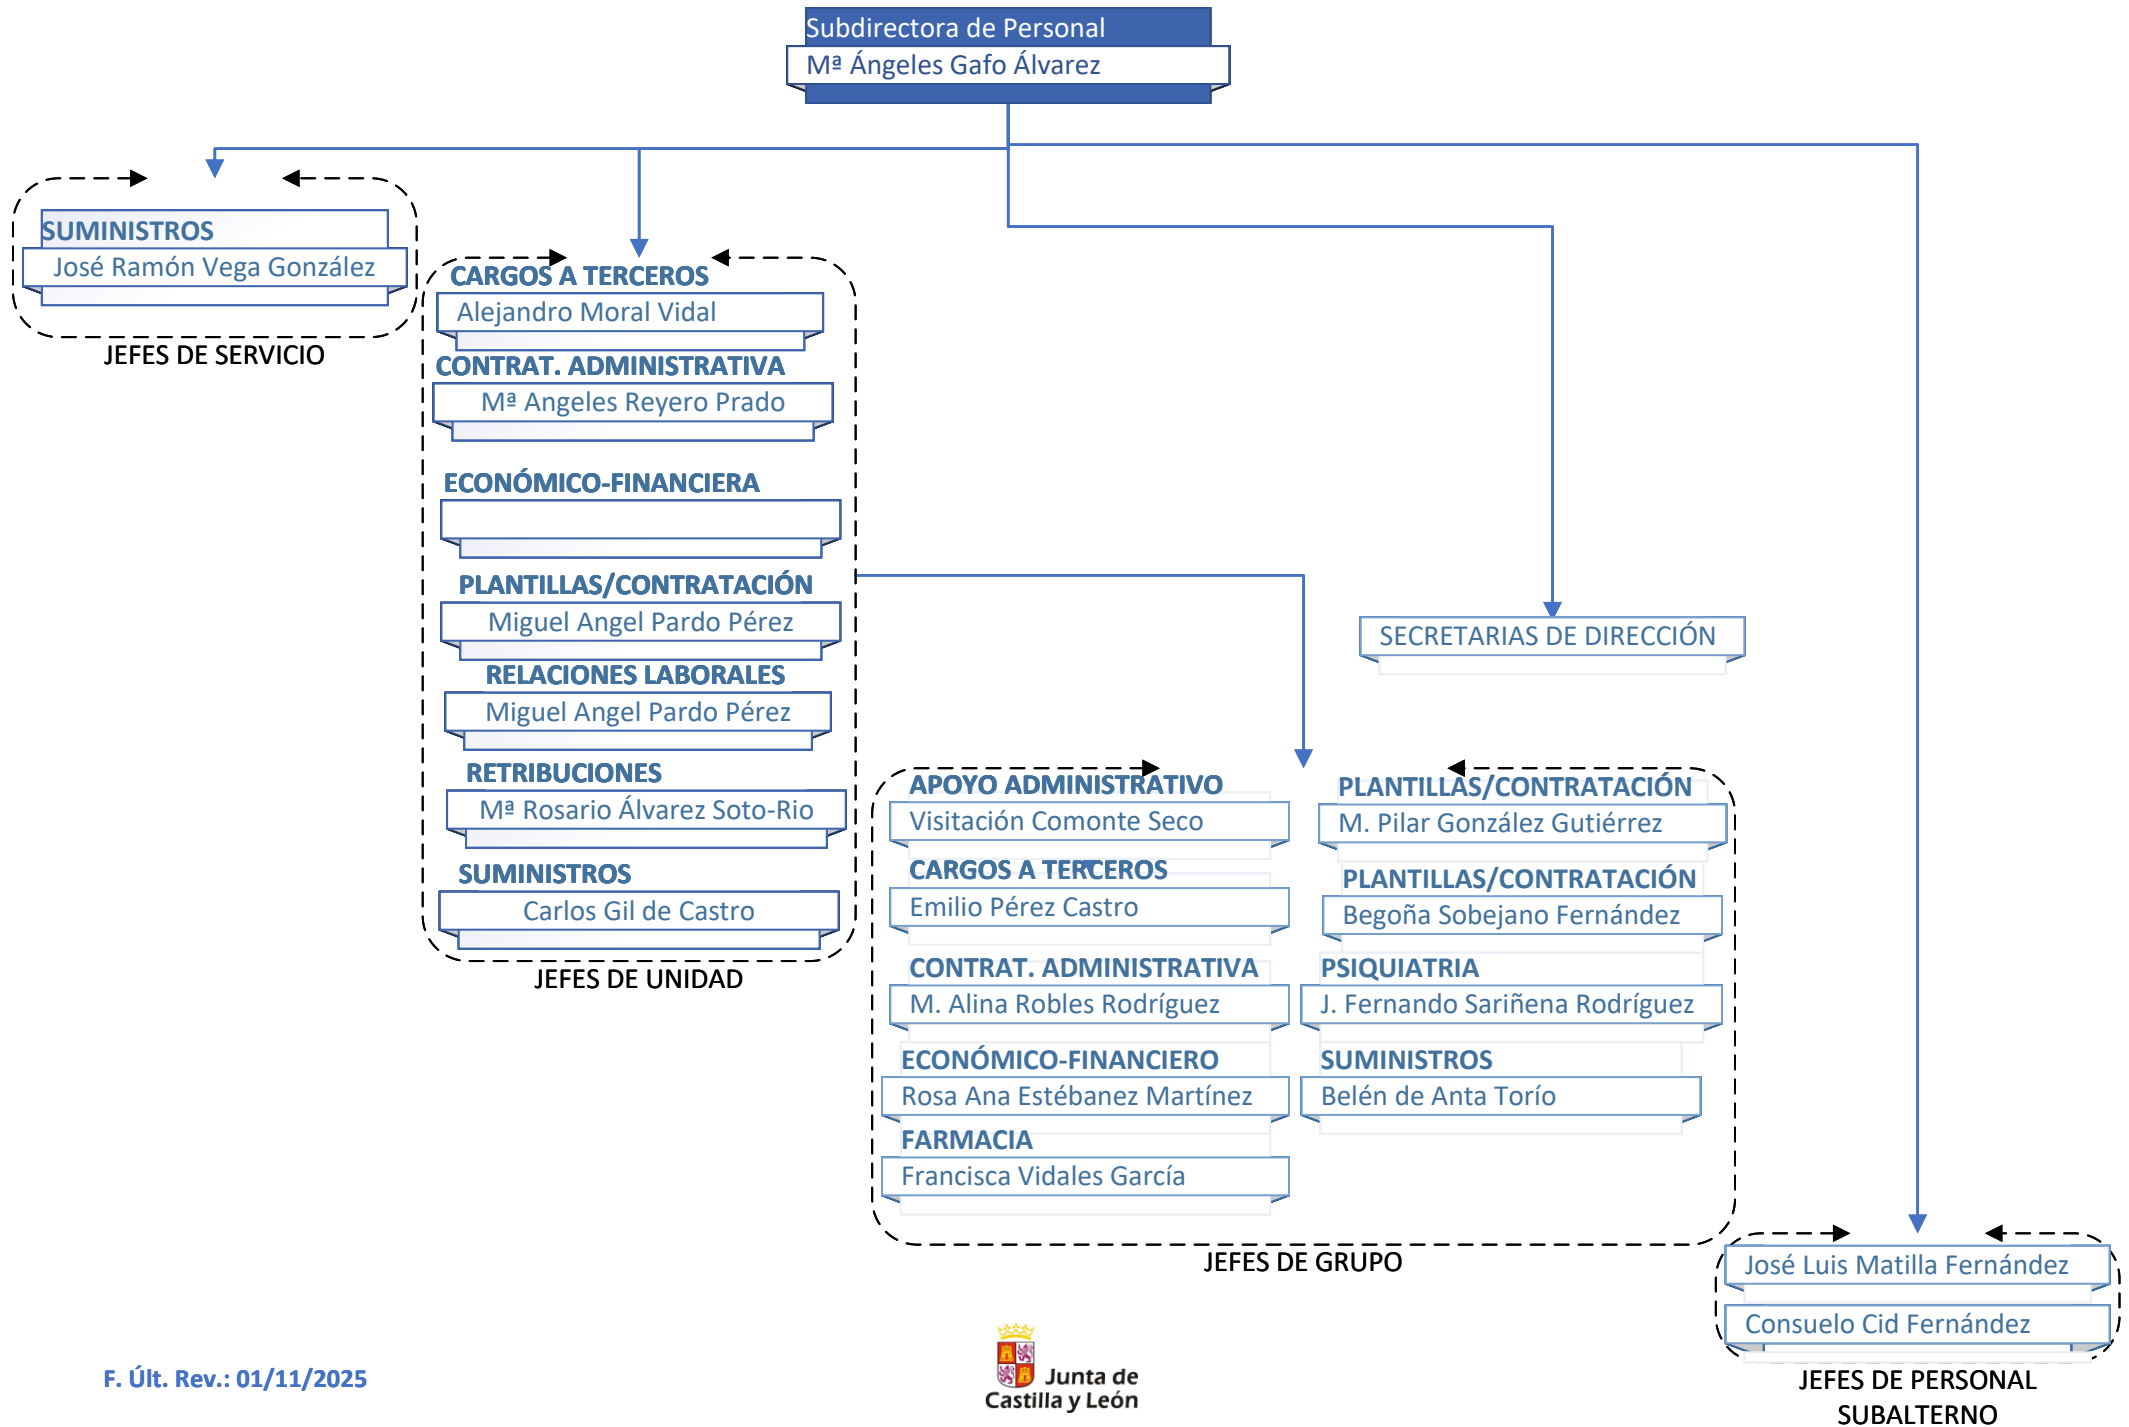 Subdirectora de Personal
Mª Ángeles Gafo Álvarez
SUMINISTROS
José Ramón Vega González
JEFES DE SERVICIO
CARGOS A TERCEROS
Alejandro Moral Vidal
CONTRAT. ADMINISTRATIVA
Mª Angeles Reyero Prado
ECONÓMICO-FINANCIERA
PLANTILLAS/CONTRATACIÓN
Miguel Angel Pardo Pérez
RELACIONES LABORALES
Miguel Angel Pardo Pérez
RETRIBUCIONES
Mª Rosario Álvarez Soto-Rio
SUMINISTROS
Carlos Gil de Castro
JEFES DE UNIDAD
SECRETARIAS DE DIRECCIÓN
APOYO ADMINISTRATIVO
Visitación Comonte Seco
CARGOS A TERCEROS
Emilio Pérez Castro
CONTRAT. ADMINISTRATIVA
M. Alina Robles Rodríguez
ECONÓMICO-FINANCIERO
Rosa Ana Estébanez Martínez
FARMACIA
Francisca Vidales García
PLANTILLAS/CONTRATACIÓN
M. Pilar González Gutiérrez
PLANTILLAS/CONTRATACIÓN
Begoña Sobejano Fernández
PSIQUIATRIA
J. Fernando Sariñena Rodríguez
SUMINISTROS
Belén de Anta Torío
JEFES DE GRUPO
José Luis Matilla Fernández
Consuelo Cid Fernández
JEFES DE PERSONAL
SUBALTERNO
F. Últ. Rev.: 01/11/2025
Junta de
Castilla y León